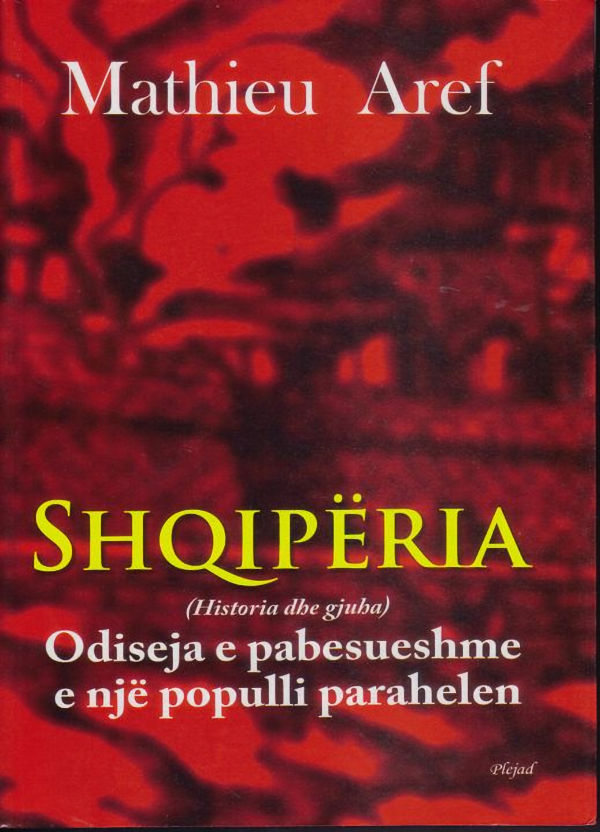 Mathieu Aref
SHQIPËRIA
(Historia dhe gjuha)
Odiseja e pabesueshme
e një populli parahelen
Plejad